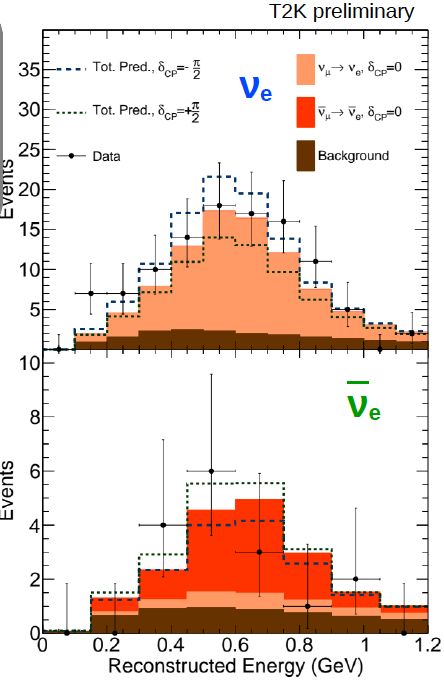 T2K preliminary
Tot. Pred., δCP=-π/2
Tot. Pred., δCP=+π/2
Data
νe
νμ→ νe, δCP=0
ν̅μ→ ν̅e, δCP=0
Background
Events
35
30
25
20
15
10
5
ν̅e
Events
10
8
6
4
2
0
0 0.2 0.4 0.6 0.8 1 1.2
Reconstructed Energy (GeV)